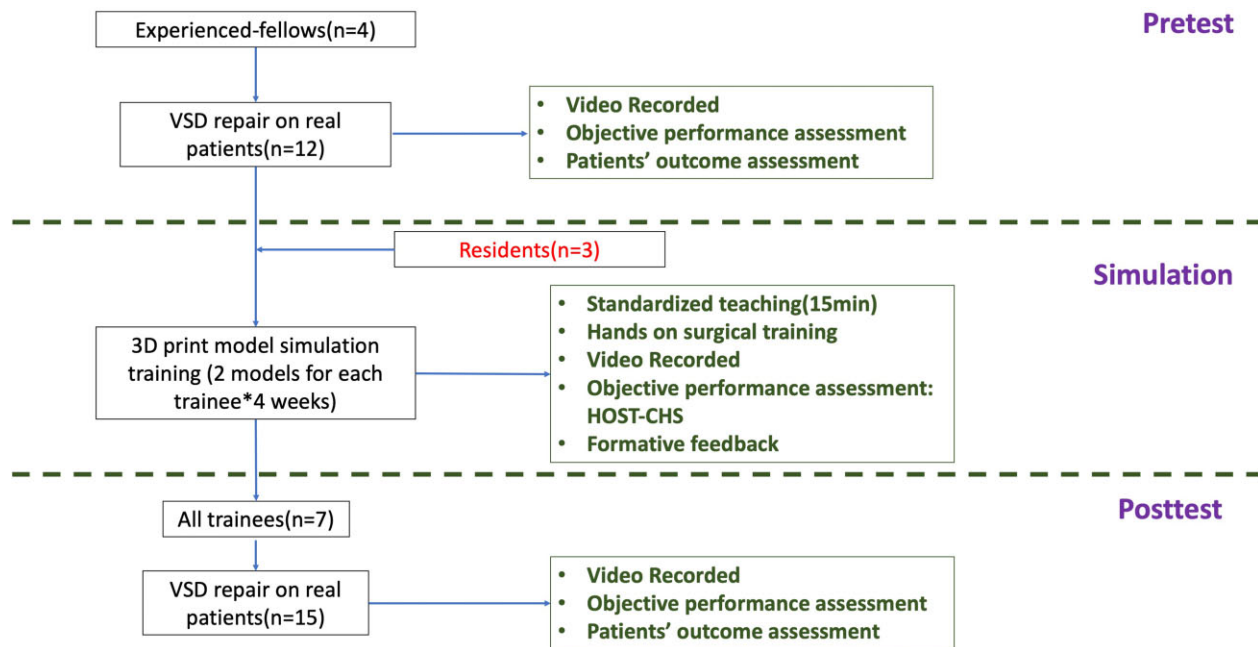 Pretest
Experienced-fellows(n=4)
VSD repair on real
patients(n=12)
• Video Recorded
• Objective performance assessment
• Patients’ outcome assessment
Simulation
Residents(n=3)
3D print model simulation
training (2 models for each
trainee*4 weeks)
• Standardized teaching(15min)
• Hands on surgical training
• Video Recorded
• Objective performance assessment:
HOST-CHS
• Formative feedback
Posttest
All trainees(n=7)
VSD repair on real
patients(n=15)
• Video Recorded
• Objective performance assessment
• Patients’ outcome assessment